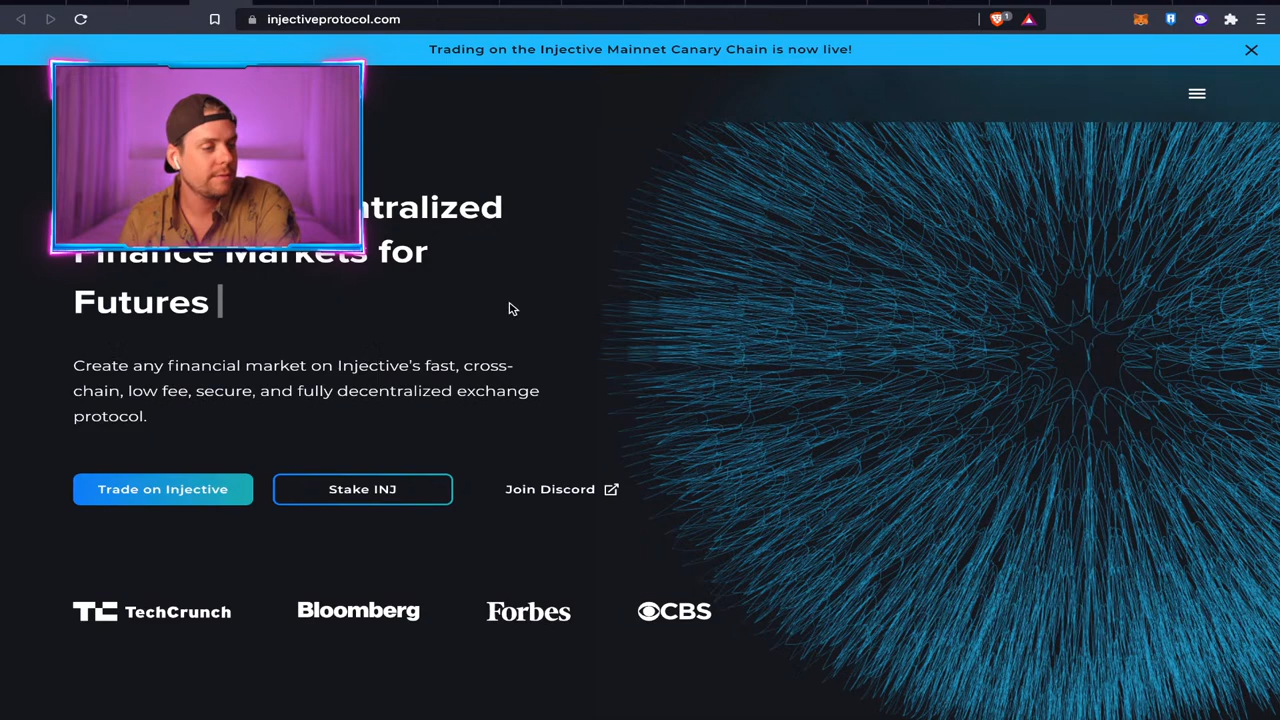 injectiveprotocol.com
1
Trading on the Injective Mainnet Canary Chain is now live!
Finance Markets for
Futures
Create any financial market on Injective's fast, cross-
chain, low fee, secure, and fully decentralized exchange
protocol.
Trade on Injective
Stake INJ
Join Discord
TC TechCrunch
Bloomberg
Forbes
CBS